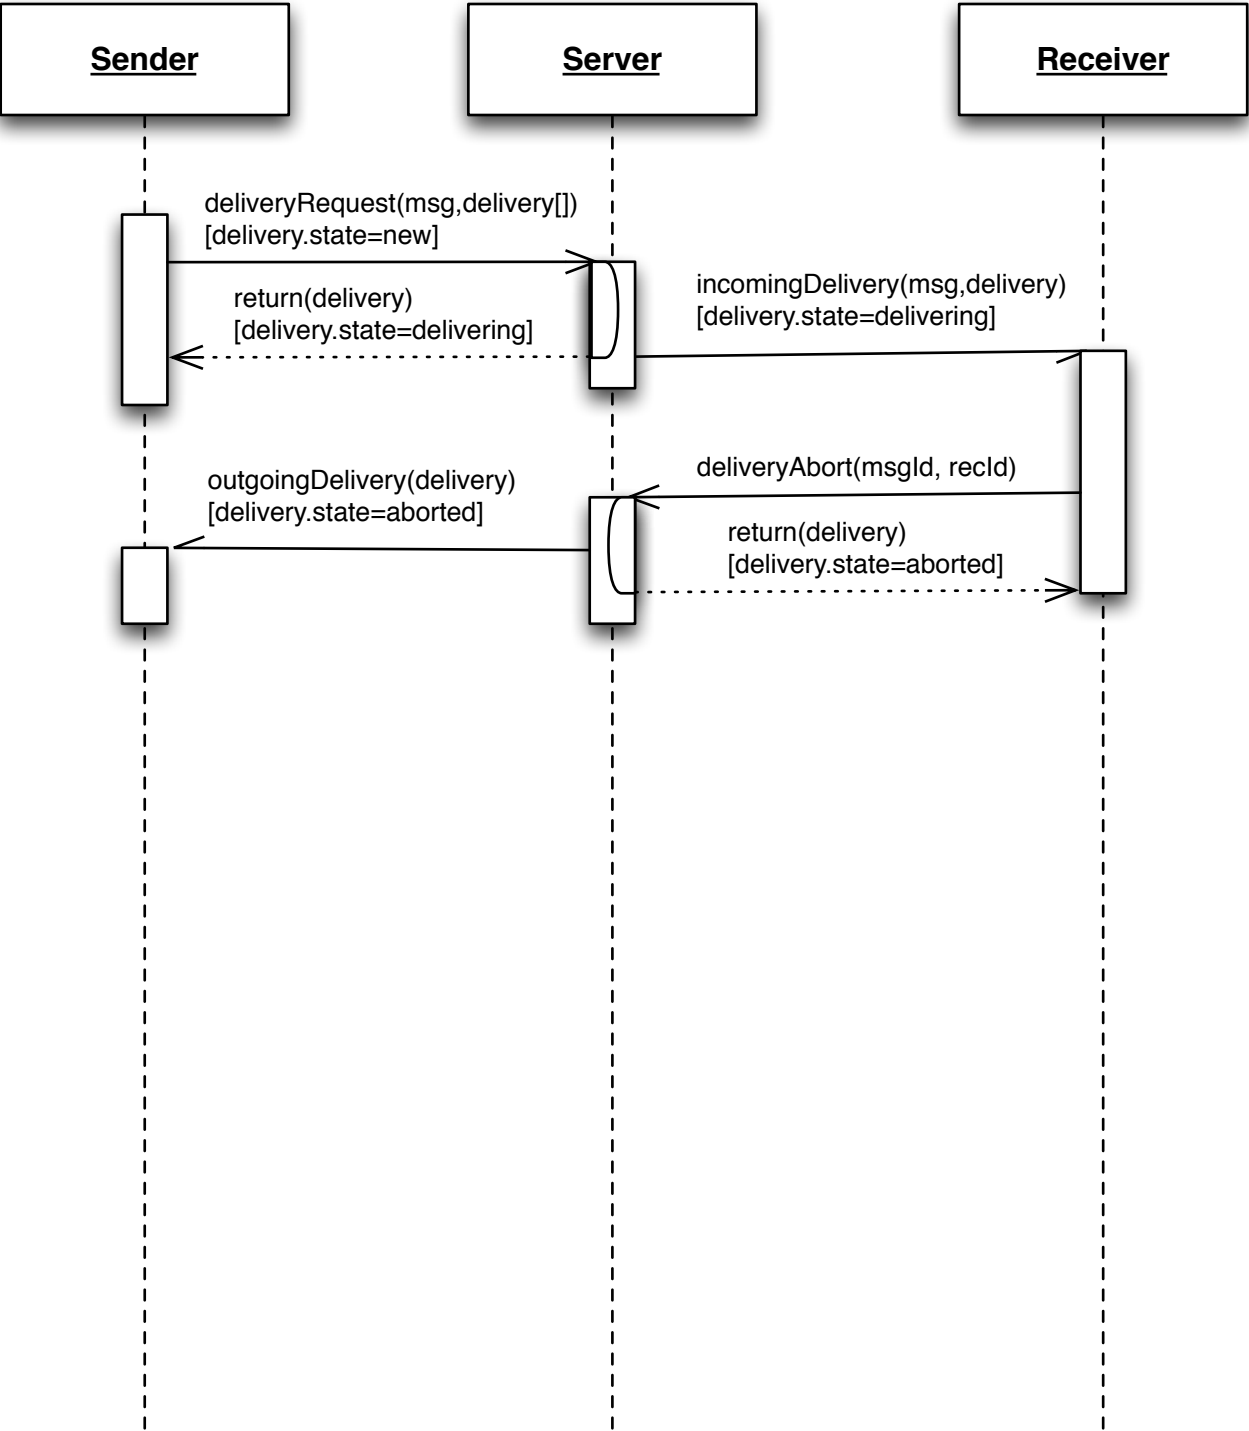 Sender
Server
Receiver
deliveryRequest(msg,delivery[])
[delivery.state=new]
return(delivery)
[delivery.state=delivering]
incomingDelivery(msg,delivery)
[delivery.state=delivering]
deliveryAbort(msgId, recId)
outgoingDelivery(delivery)
[delivery.state=aborted]
return(delivery)
[delivery.state=aborted]